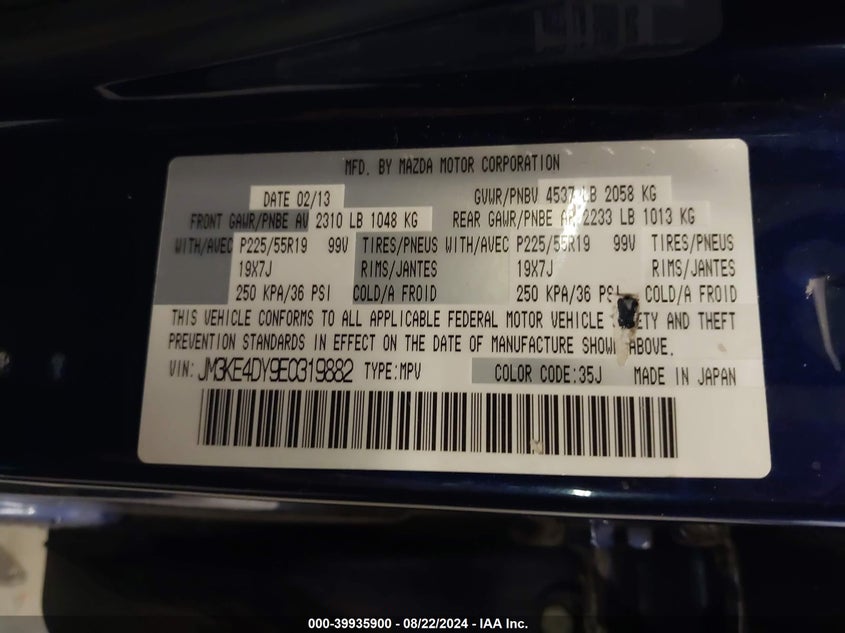 MFD. BY MAZDA MOTOR CORPORATION
DATE 02/13 GVWR/PNBV 4537 LB 2058 KG
FRONT GAWR/PNBE AV 2310 LB 1048 KG REAR GAWR/PNBE AR 2233 LB 1013 KG
WITH/AVEC P225/55R19 99V TIRES/PNEUS WITH/AVEC P225/55R19 99V TIRES/PNEUS
19X7J RIMS/JANTES 19X7J RIMS/JANTES
250 KPA/36 PSI COLD/A FROID 250 KPA/36 PSI COLD/A FROID
THIS VEHICLE CONFORMS TO ALL APPLICABLE FEDERAL MOTOR VEHICLE AND THEFT
PREVENTION STANDARDS IN EFFECT ON THE DATE OF MANUFACTURE SHOWN ABOVE.
VIN: JM3KE4DY9E0319882 TYPE:MPV COLOR CODE:35J MADE IN JAPAN
000-39935900 - 08/22/2024 - IAA Inc.